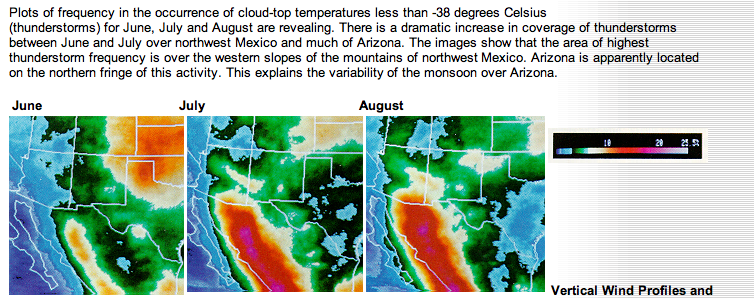 Plots of frequency in the occurrence of cloud-top temperatures less than -38 degrees Celsius
(thunderstorms) for June, July and August are revealing. There is a dramatic increase in coverage of thunderstorms
between June and July over northwest Mexico and much of Arizona. The images show that the area of highest
thunderstorm frequency is over the western slopes of the mountains of northwest Mexico. Arizona is apparently located
on the northern fringe of this activity. This explains the variability of the monsoon over Arizona.
June July August
10 20 25.5%
Vertical Wind Profiles and